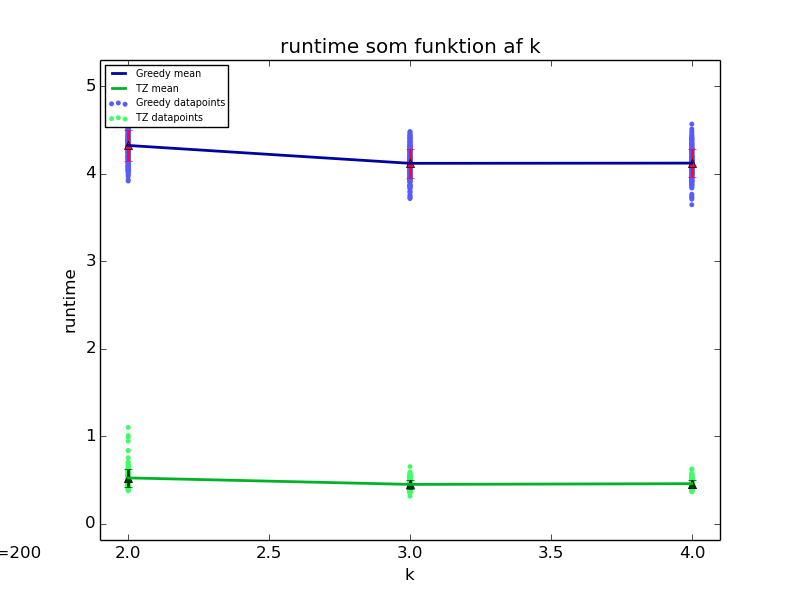 runtime som funktion af k
Greedy mean
TZ mean
Greedy datapoints
TZ datapoints
5
4
3
2
1
0
runtime
=200
2.0 2.5 3.0 3.5 4.0
k